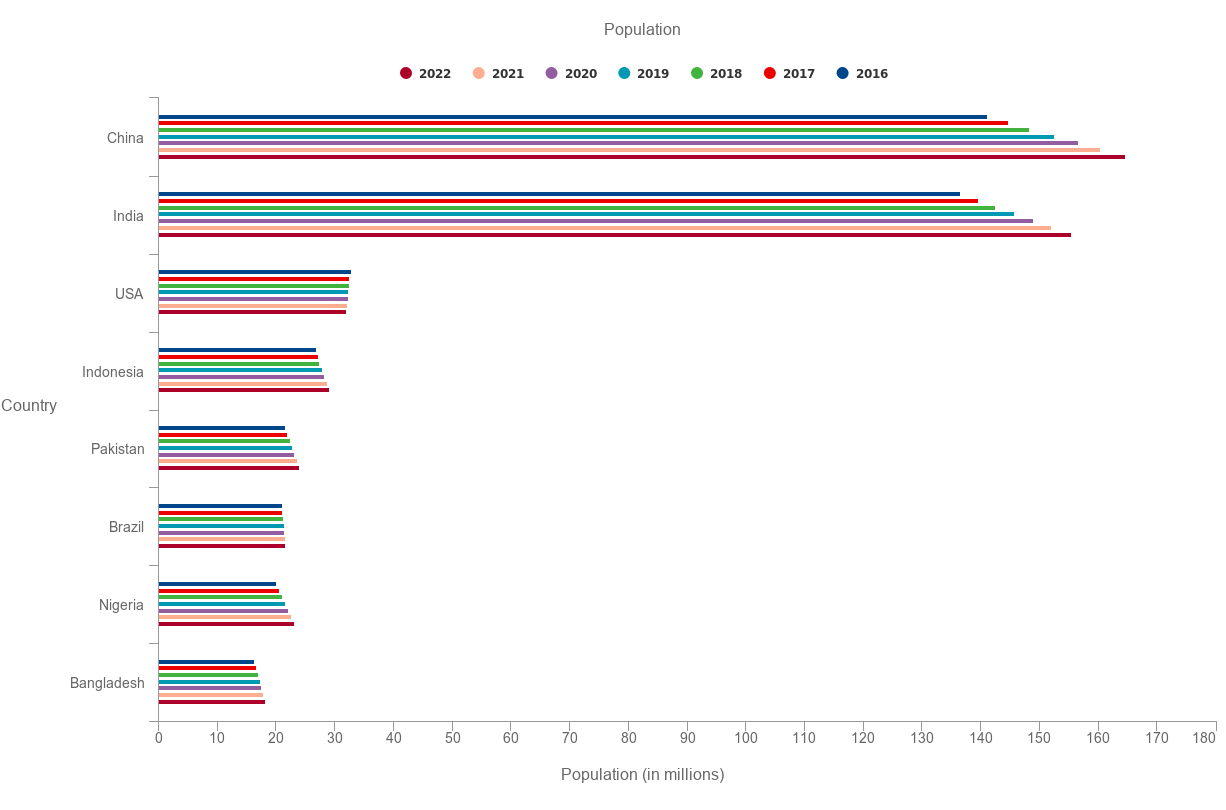 Population
2022 2021 2020 2019 2018 2017 2016
China
India
USA
Indonesia
Country
Pakistan
Brazil
Nigeria
Bangladesh
0 10 20 30 40 50 60 70 80 90 100 110 120 130 140 150 160 170 180
Population (in millions)